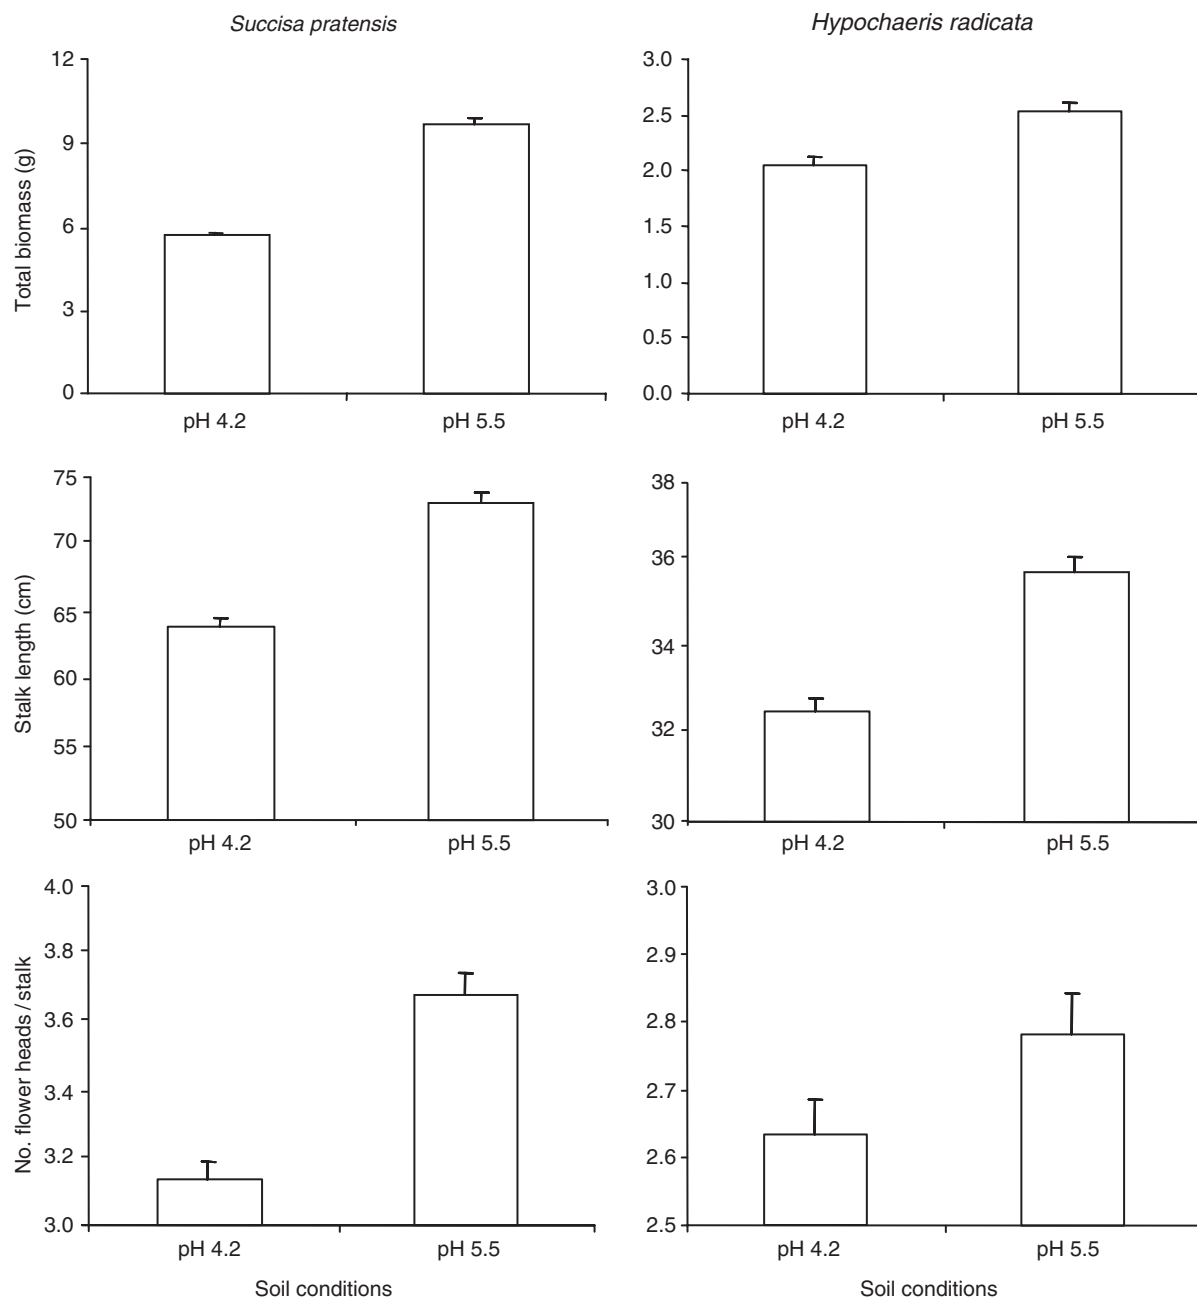 Succisa pratensis
Hypochaeris radicata
Total biomass (g)
12
9
6
3
0
pH 4.2
pH 5.5
3.0
2.5
2.0
1.5
1.0
0.5
0.0
pH 4.2
pH 5.5
Stalk length (cm)
75
70
65
60
55
50
pH 4.2
pH 5.5
38
36
34
32
30
pH 4.2
pH 5.5
No. flower heads / stalk
4.0
3.8
3.6
3.4
3.2
3.0
pH 4.2
pH 5.5
Soil conditions
3.0
2.9
2.8
2.7
2.6
2.5
pH 4.2
pH 5.5
Soil conditions